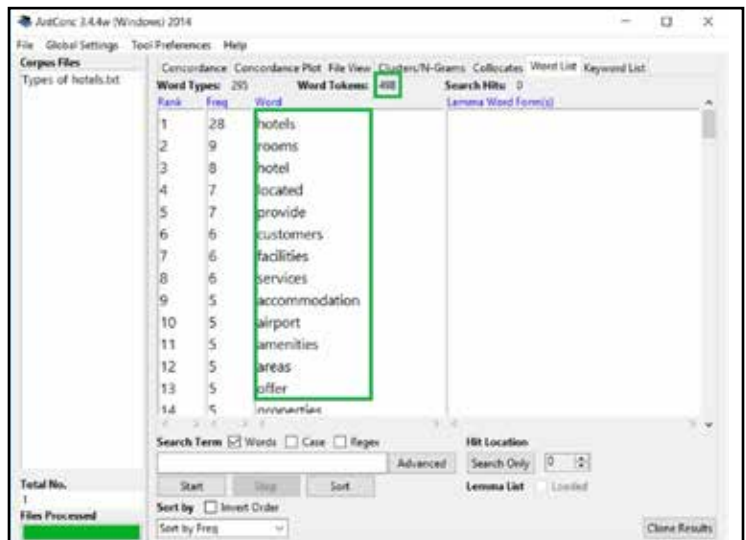 AntConc 3.4.4w (Windows) 2014
File Global Settings Tool Preferences Help
Corpus Files
Types of hotels.txt
Concordance Concordance Plot File View Clusters/N-Grams Collocates Word List Keyword List
Word Types: 295 Word Tokens: 498 Search Hits: 0
Rank Freq Word Lemma Word Form(s)
1 28 hotels
2 9 rooms
3 8 hotel
4 7 located
5 7 provide
6 6 customers
7 6 facilities
8 6 services
9 5 accommodation
10 5 airport
11 5 amenities
12 5 areas
13 5 offer
14 5 properties
Search Term Words Case Regex Hit Location
Advanced Search Only 0
Start Stop Sort Lemma List Loaded
Sort by Invert Order
Sort by Freq Clone Results
Total No.
1
Files Processed